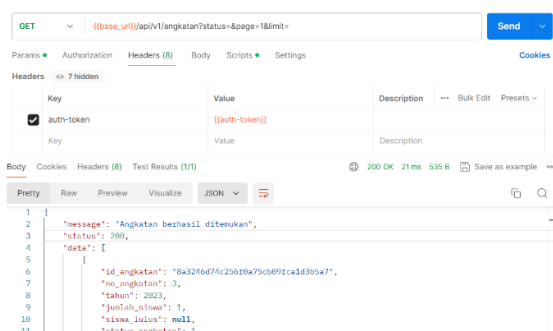 GET {{base_url}}/api/v1/angkatan?status=&page=1&limit= Send
Params Authorization Headers (8) Body Scripts Settings Cookies
Headers 7 hidden
Key Value Description Bulk Edit Presets
auth-token {{auth-token}}
Key Value Description
Body Cookies Headers (8) Test Results (1/1) 200 OK 21 ms 535 B Save as example
Pretty Raw Preview Visualize JSON
1 {
2 "message": "Angkatan berhasil ditemukan",
3 "status": 200,
4 "data": [
5 {
6 "id_angkatan": "8a3246d74c256f0a75cb09fca1d3b5a7",
7 "no_angkatan": 3,
8 "tahun": 2023,
9 "jumlah_siswa": 1,
10 "siswa_lulus": null,
11 "status_angkatan": 1